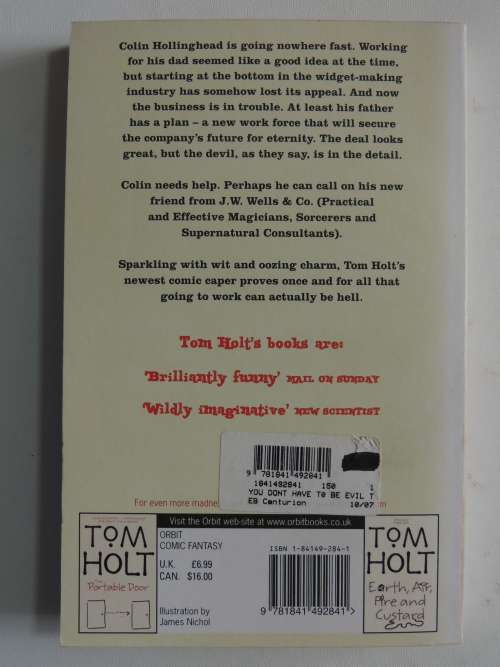 Colin Hollinghead is going nowhere fast. Working
for his dad seemed like a good idea at the time,
but starting at the bottom in the widget-making
industry has somehow lost its appeal. And now
the business is in trouble. At least his father
has a plan – a new work force that will secure
the company's future for eternity. The deal looks
great, but the devil, as they say, is in the detail.
Colin needs help. Perhaps he can call on his new
friend from J.W. Wells & Co. (Practical
and Effective Magicians, Sorcerers and
Supernatural Consultants).
Sparkling with wit and oozing charm, Tom Holt's
newest comic caper proves once and for all that
going to work can actually be hell.
Tom Holt's books are:
'Brilliantly funny' MAIL ON SUNDAY
'Wildly imaginative' NEW SCIENTIST
9 781841 492841
1841492841 150 1
YOU DONT HAVE TO BE EVIL T
EB Centurion 10/07
For even more madne
Visit the Orbit web-site at www.orbitbooks.co.uk
TOM
HOLT
Portable Door
ORBIT
COMIC FANTASY
U.K. £6.99
CAN. $16.00
Illustration by
James Nichol
ISBN 1-84149-284-1
9 781841 492841 >
TOM
HOLT
Earth, Air,
Fire and
Custard